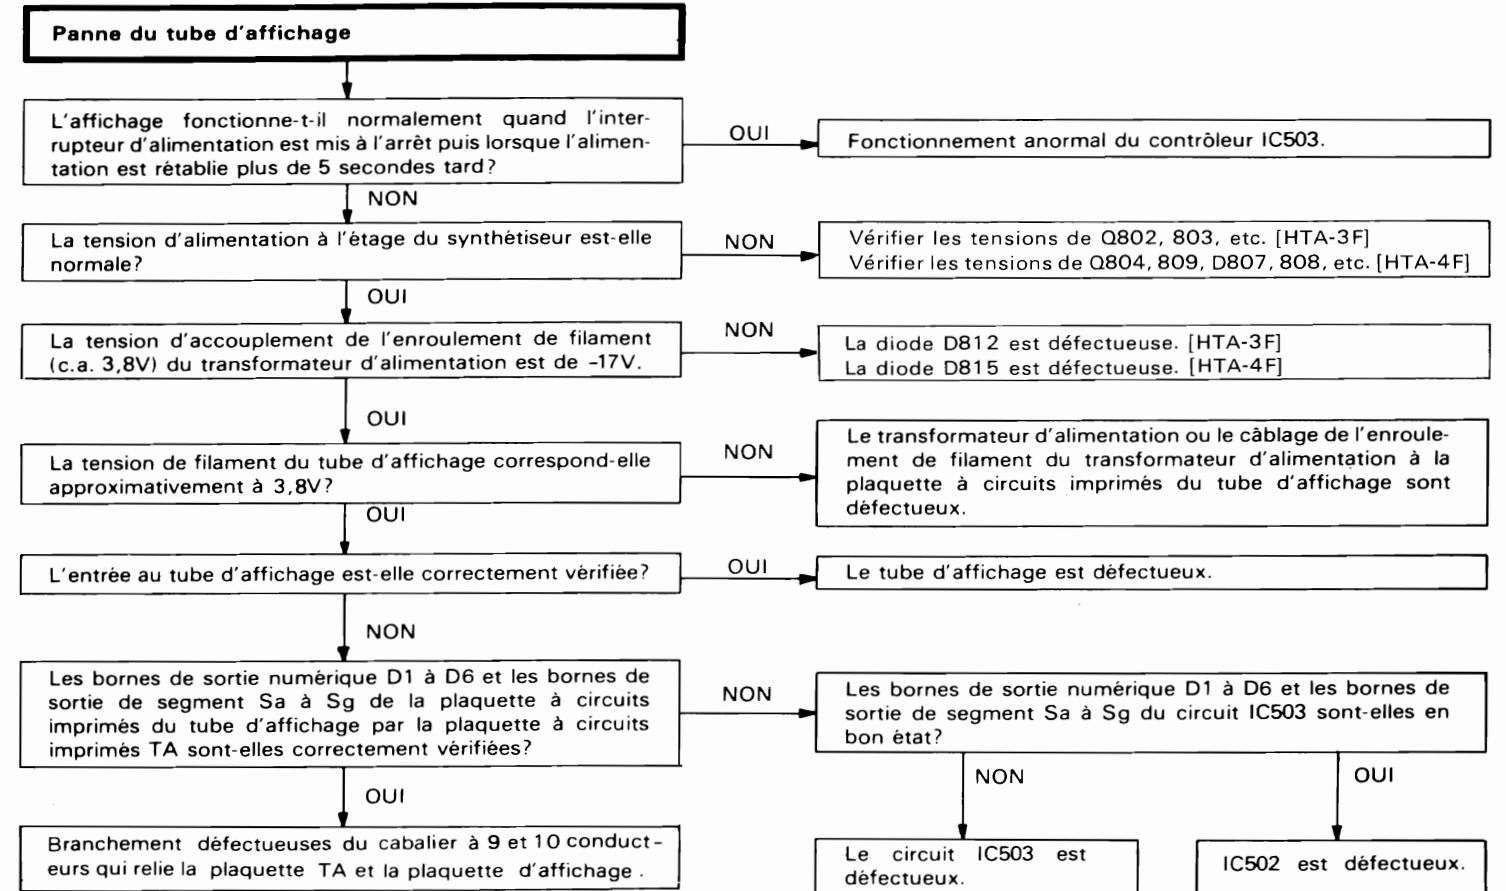 Panne du tube d'affichage
L'affichage fonctionne-t-il normalement quand l'inter-
rupteur d'alimentation est mis à l'arrêt puis lorsque l'alimen-
tation est rétablie plus de 5 secondes tard?
OUI
Fonctionnement anormal du contrôleur IC503.
NON
La tension d'alimentation à l'étage du synthétiseur est-elle
normale?
NON
Vérifier les tensions de Q802, 803, etc. [HTA-3F]
Vérifier les tensions de Q804, 809, D807, 808, etc. [HTA-4F]
OUI
La tension d'accouplement de l'enroulement de filament
(c.a. 3,8V) du transformateur d'alimentation est de -17V.
NON
La diode D812 est défectueuse. [HTA-3F]
La diode D815 est défectueuse. [HTA-4F]
OUI
La tension de filament du tube d'affichage correspond-elle
approximativement à 3,8V?
NON
Le transformateur d'alimentation ou le câblage de l'enroule-
ment de filament du transformateur d'alimentation à la
plaquette à circuits imprimés du tube d'affichage sont
défectueux.
OUI
L'entrée au tube d'affichage est-elle correctement vérifiée?
OUI
Le tube d'affichage est défectueux.
NON
Les bornes de sortie numérique D1 à D6 et les bornes de
sortie de segment Sa à Sg de la plaquette à circuits
imprimés du tube d'affichage par la plaquette à circuits
imprimés TA sont-elles correctement vérifiées?
NON
Les bornes de sortie numérique D1 à D6 et les bornes de
sortie de segment Sa à Sg du circuit IC503 sont-elles en
bon état?
OUI
Branchement défectueuses du cabalier à 9 et 10 conduct-
eurs qui relie la plaquette TA et la plaquette d'affichage.
NON
Le circuit IC503 est
défectueux.
OUI
IC502 est défectueux.